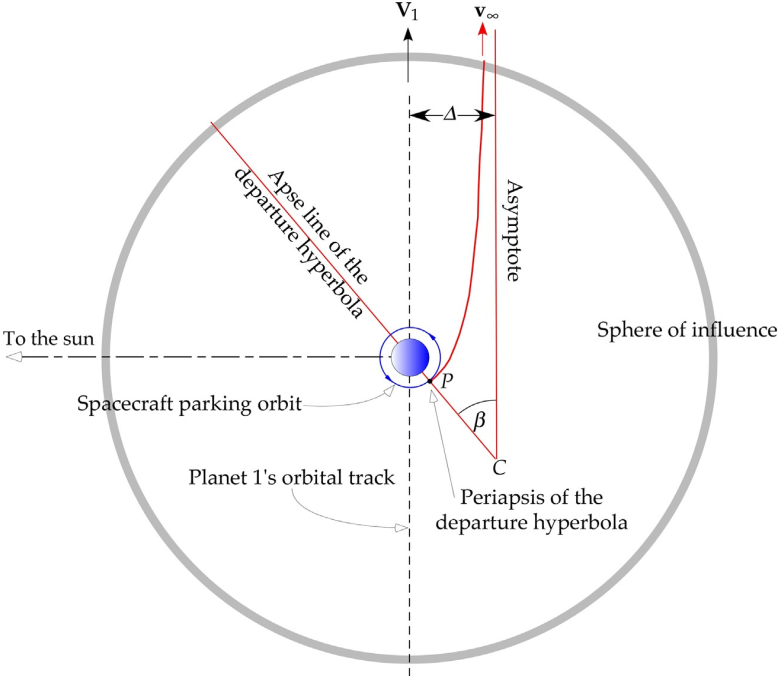 V₁
v∞
Δ
Asymptote
Apse line of the
departure hyperbola
To the sun
Sphere of influence
P
Spacecraft parking orbit
β
C
Planet 1's orbital track
Periapsis of the
departure hyperbola